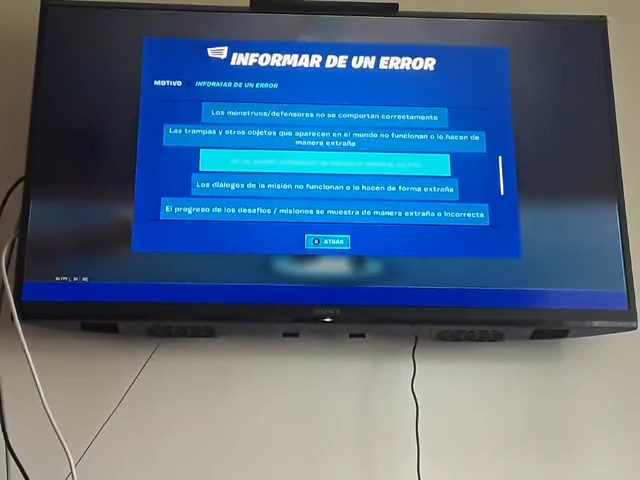 INFORMAR DE UN ERROR
MOTIVO INFORMAR DE UN ERROR
Los monstruos/defensores no se comportan correctamente
Las trampas y otros objetos que aparecen en el mundo no funcionan o lo hacen de
manera extraña
Los diálogos de la misión no funcionan o lo hacen de forma extraña
El progreso de los desafíos / misiones se muestra de manera extraña o incorrecta
ATRÁS
SONY